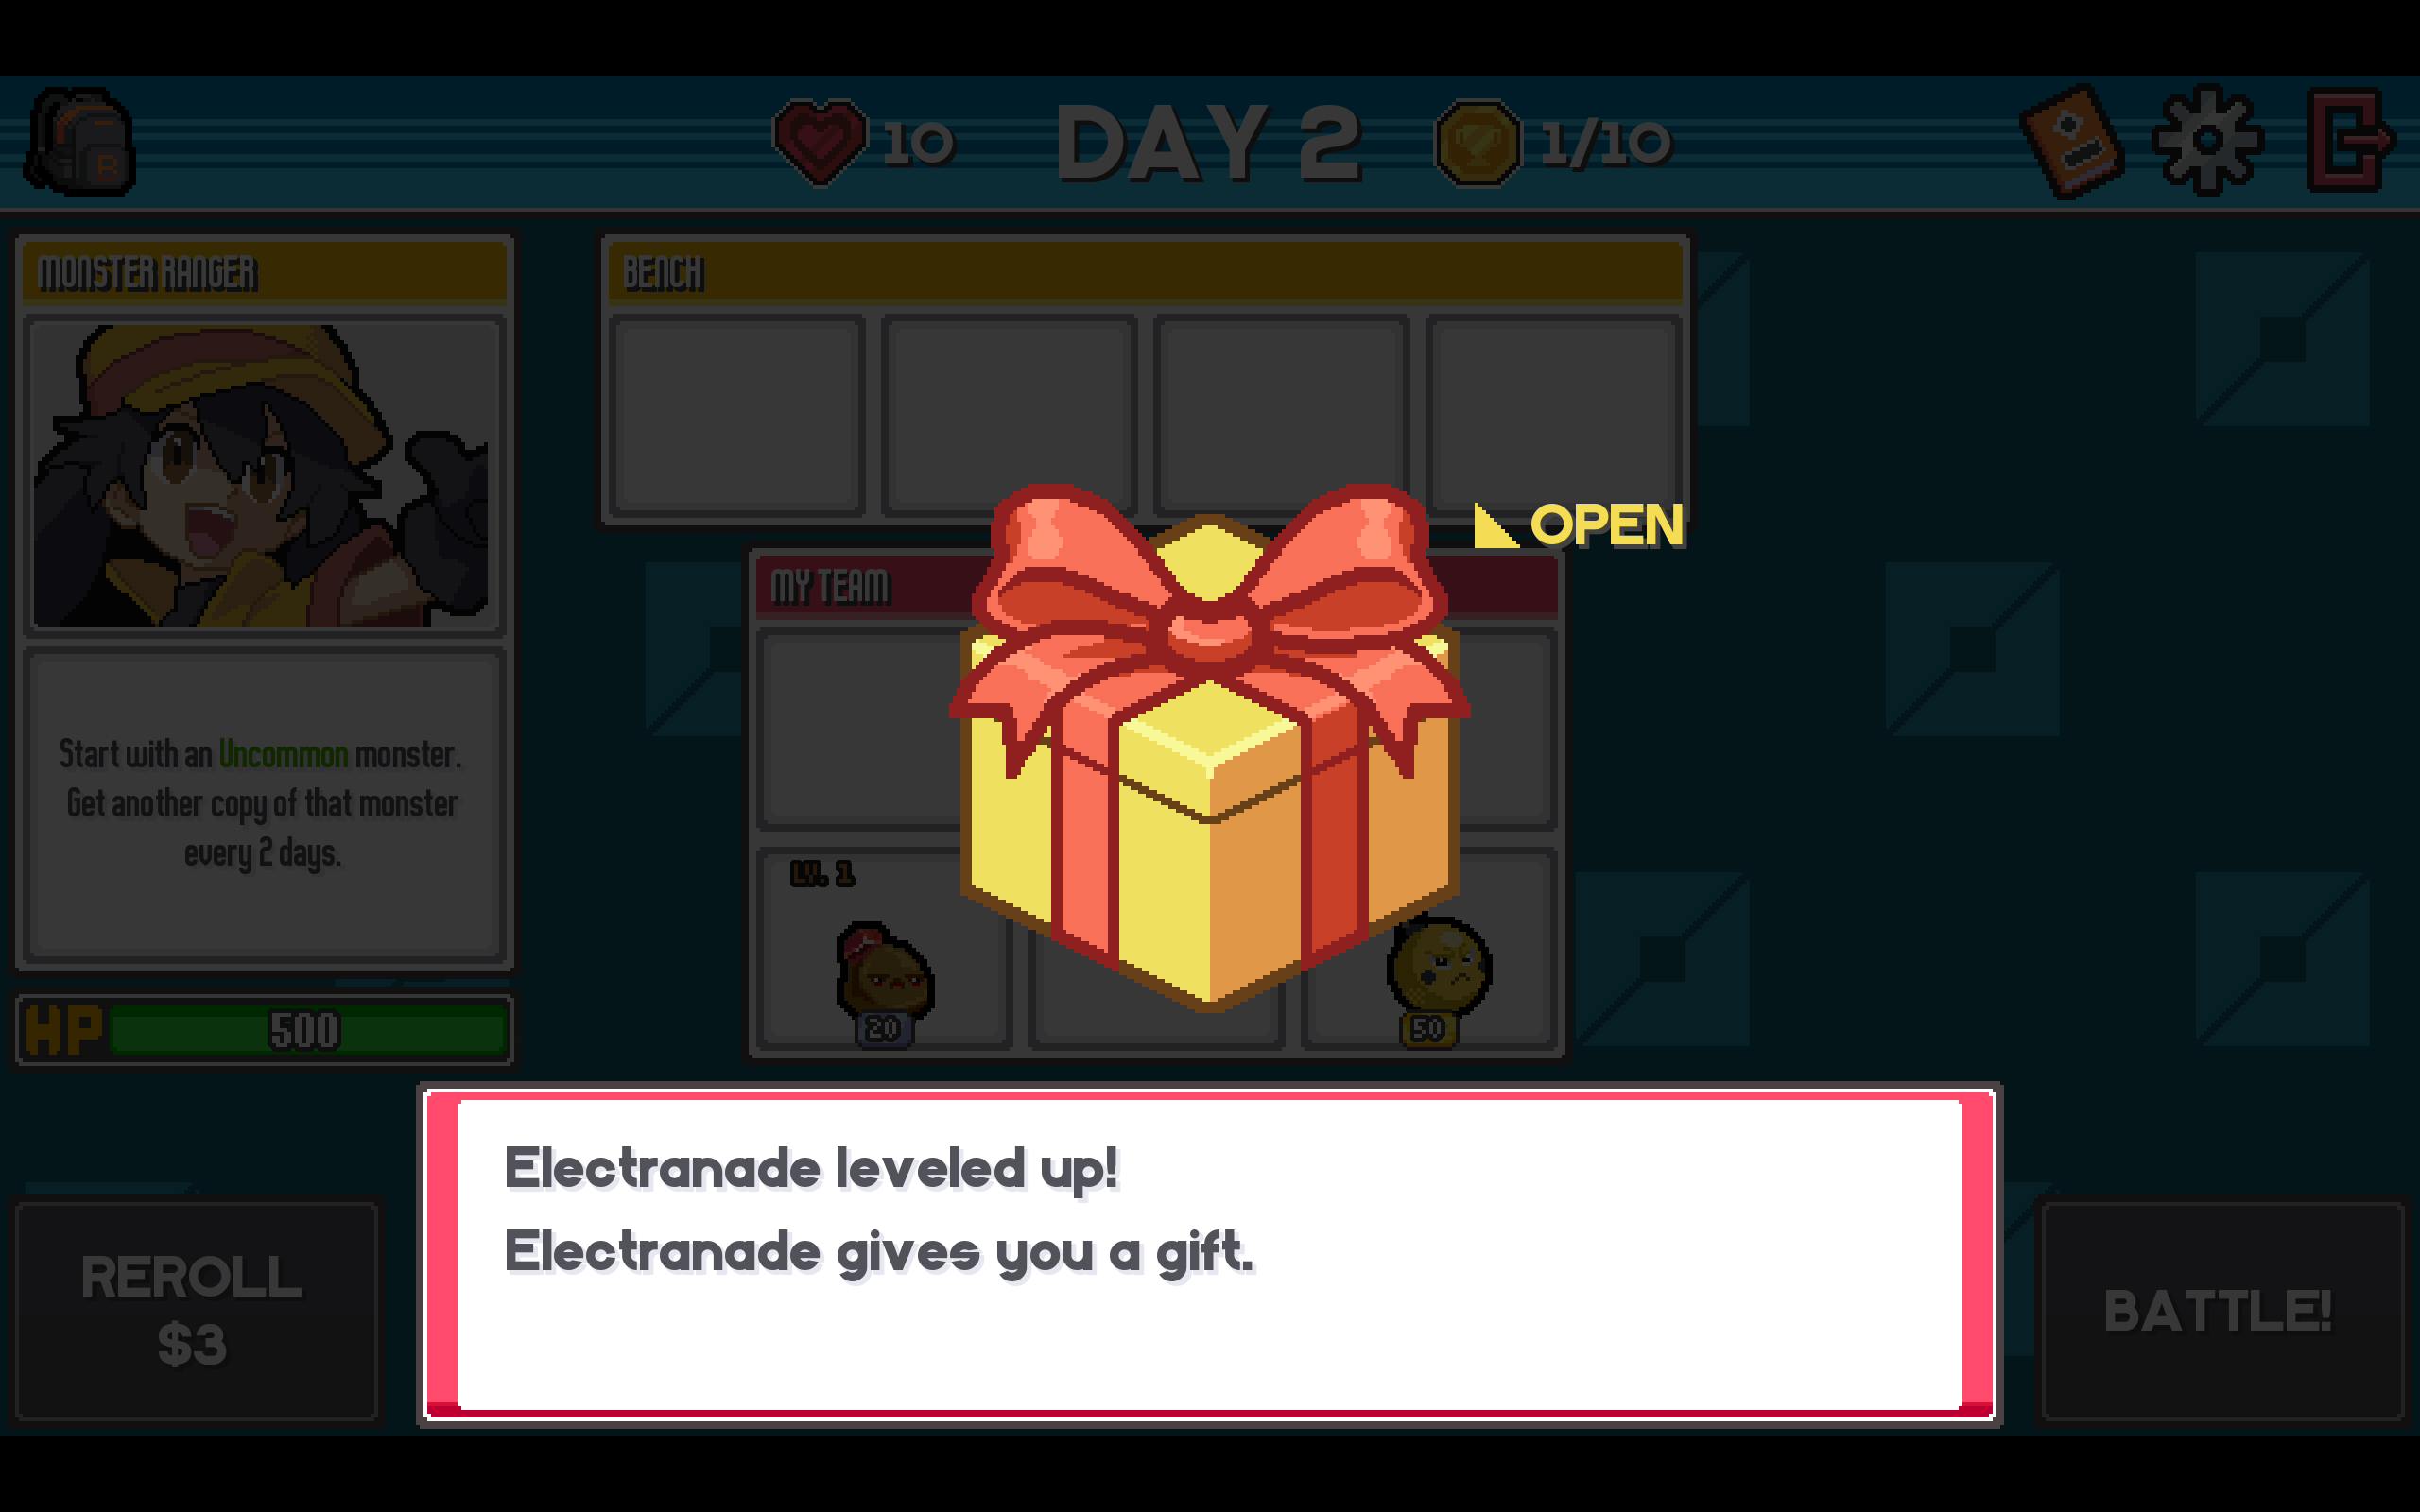 10 DAY 2 1/10
R
MONSTER RANGER
BENCH
OPEN
MY TEAM
Start with an Uncommon monster.
Get another copy of that monster
every 2 days.
LV. 1
20
50
HP 500
Electranade leveled up!
Electranade gives you a gift.
REROLL
$3
BATTLE!